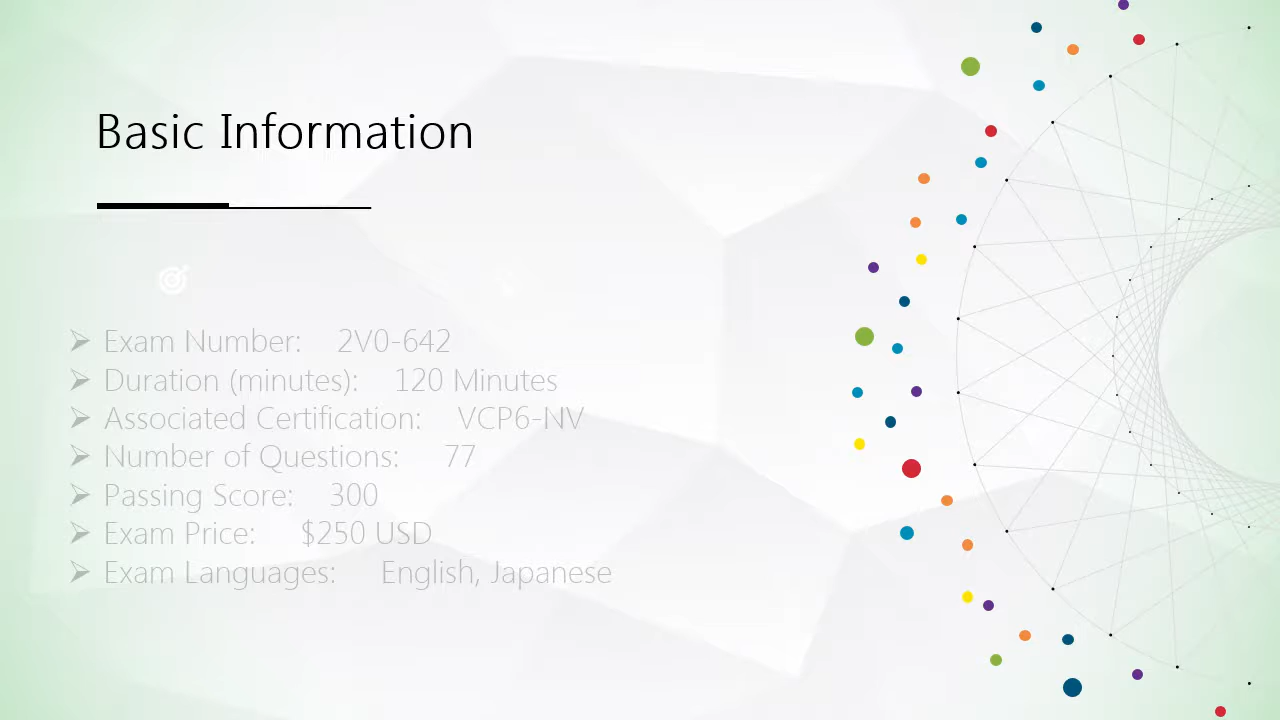 Basic Information
➢ Exam Number: 2V0-642
➢ Duration (minutes): 120 Minutes
➢ Associated Certification: VCP6-NV
➢ Number of Questions: 77
➢ Passing Score: 300
➢ Exam Price: $250 USD
➢ Exam Languages: English, Japanese